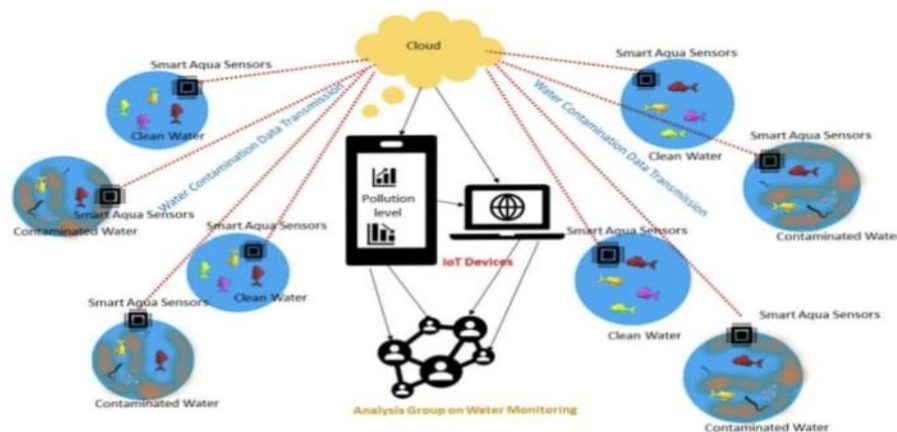 Cloud
Smart Aqua Sensors
Clean Water
Smart Aqua Sensors
Contaminated Water
Water Contamination Data Transmission
Smart Aqua Sensors
Clean Water
Smart Aqua Sensors
Contaminated Water
Pollution
level
IoT Devices
Analysis Group on Water Monitoring
Smart Aqua Sensors
Clean Water
Water Contamination Data Transmission
Smart Aqua Sensors
Contaminated Water
Smart Aqua Sensors
Clean Water
Smart Aqua Sensors
Contaminated Water